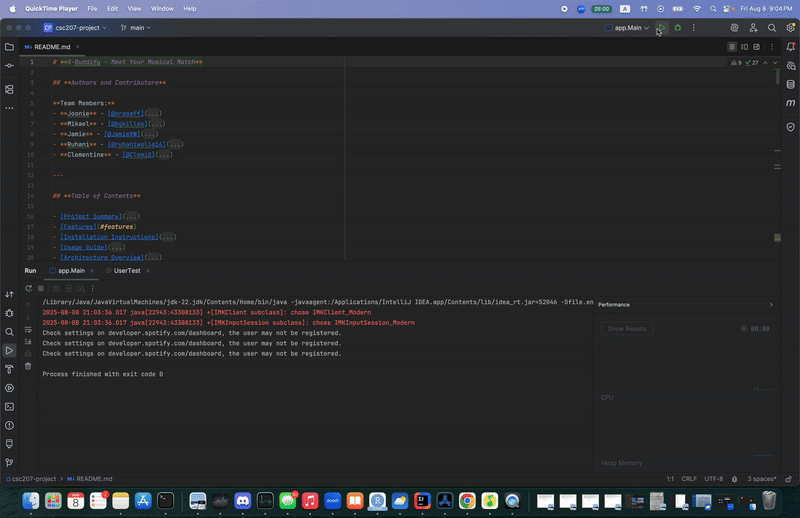 QuickTime Player File Edit View Window Help 05:00 A Fri Aug 8 9:04 PM
CP csc207-project main app.Main
README.md
1 # **S-Buddify - Meet Your Musical Match** 9 27
2
3 ## **Authors and Contributors**
4
5 **Team Members:**
6 - **Joonie** - [@oraseff](...)
7 - **Mikael** - [@bgkillas](...)
8 - **Jamie** - [@JamieXN](...)
9 - **Ruhani** - [@ruhaniwalia14](...)
10 - **Clementine** - [@ClemiQ](...)
11
12 ---
13
14 ## **Table of Contents**
15
16 - [Project Summary](...)
17 - [Features](#features)
18 - [Installation Instructions](...)
19 - [Usage Guide](...)
20 - [Architecture Overview](...)
Run app.Main UserTest
/Library/Java/JavaVirtualMachines/jdk-22.jdk/Contents/Home/bin/java -javaagent:/Applications/IntelliJ IDEA.app/Contents/lib/idea_rt.jar=52046 -Dfile.en
2025-08-08 21:03:36.017 java[22943:43308133] +[IMKClient subclass]: chose IMKClient_Modern
2025-08-08 21:03:36.017 java[22943:43308133] +[IMKInputSession subclass]: chose IMKInputSession_Modern
Check settings on developer.spotify.com/dashboard, the user may not be registered.
Check settings on developer.spotify.com/dashboard, the user may not be registered.
Check settings on developer.spotify.com/dashboard, the user may not be registered.
Process finished with exit code 0
Performance
Show Results 00:00
CPU
Heap Memory
csc207-project README.md 1:1 CRLF UTF-8 3 spaces*